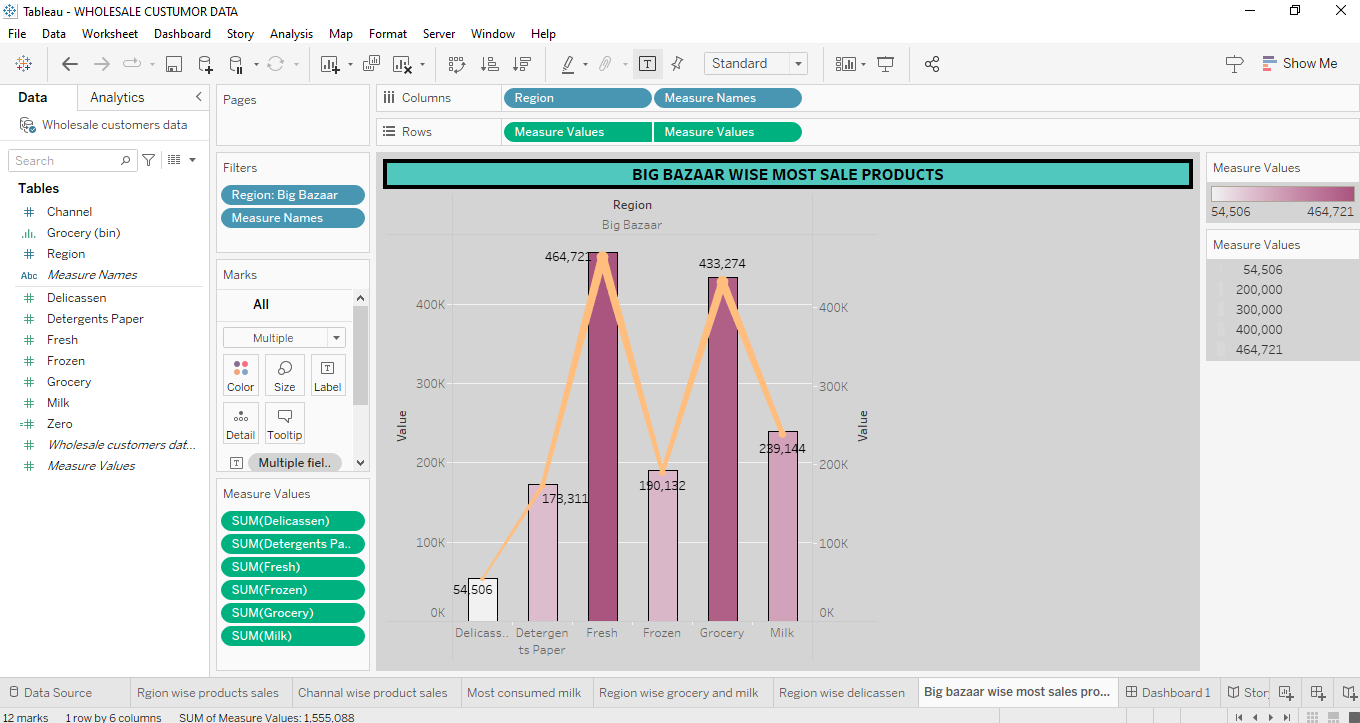 Tableau - WHOLESALE CUSTUMOR DATA
File Data Worksheet Dashboard Story Analysis Map Format Server Window Help
Standard
Show Me
Data Analytics
Wholesale customers data
Search
Tables
Channel
Grocery (bin)
Region
Abc Measure Names
Delicassen
Detergents Paper
Fresh
Frozen
Grocery
Milk
Zero
Wholesale customers dat...
Measure Values
Pages
Filters
Region: Big Bazaar
Measure Names
Marks
All
Multiple
Color Size Label
Detail Tooltip
Multiple fiel..
Measure Values
SUM(Delicassen)
SUM(Detergents Pa..
SUM(Fresh)
SUM(Frozen)
SUM(Grocery)
SUM(Milk)
Columns Region Measure Names
Rows Measure Values Measure Values
BIG BAZAAR WISE MOST SALE PRODUCTS
Region
Big Bazaar
464,721
433,274
400K 400K
300K 300K
Value Value
239,144
200K 200K
190,132
173,311
100K 100K
54,506
0K 0K
Delicass.. Detergen Fresh Frozen Grocery Milk
ts Paper
Measure Values
54,506 464,721
Measure Values
54,506
200,000
300,000
400,000
464,721
Data Source Rgion wise products sales Channal wise product sales Most consumed milk Region wise grocery and milk Region wise delicassen Big bazaar wise most sales pro... Dashboard 1 Stor
12 marks 1 row by 6 columns SUM of Measure Values: 1,555,088